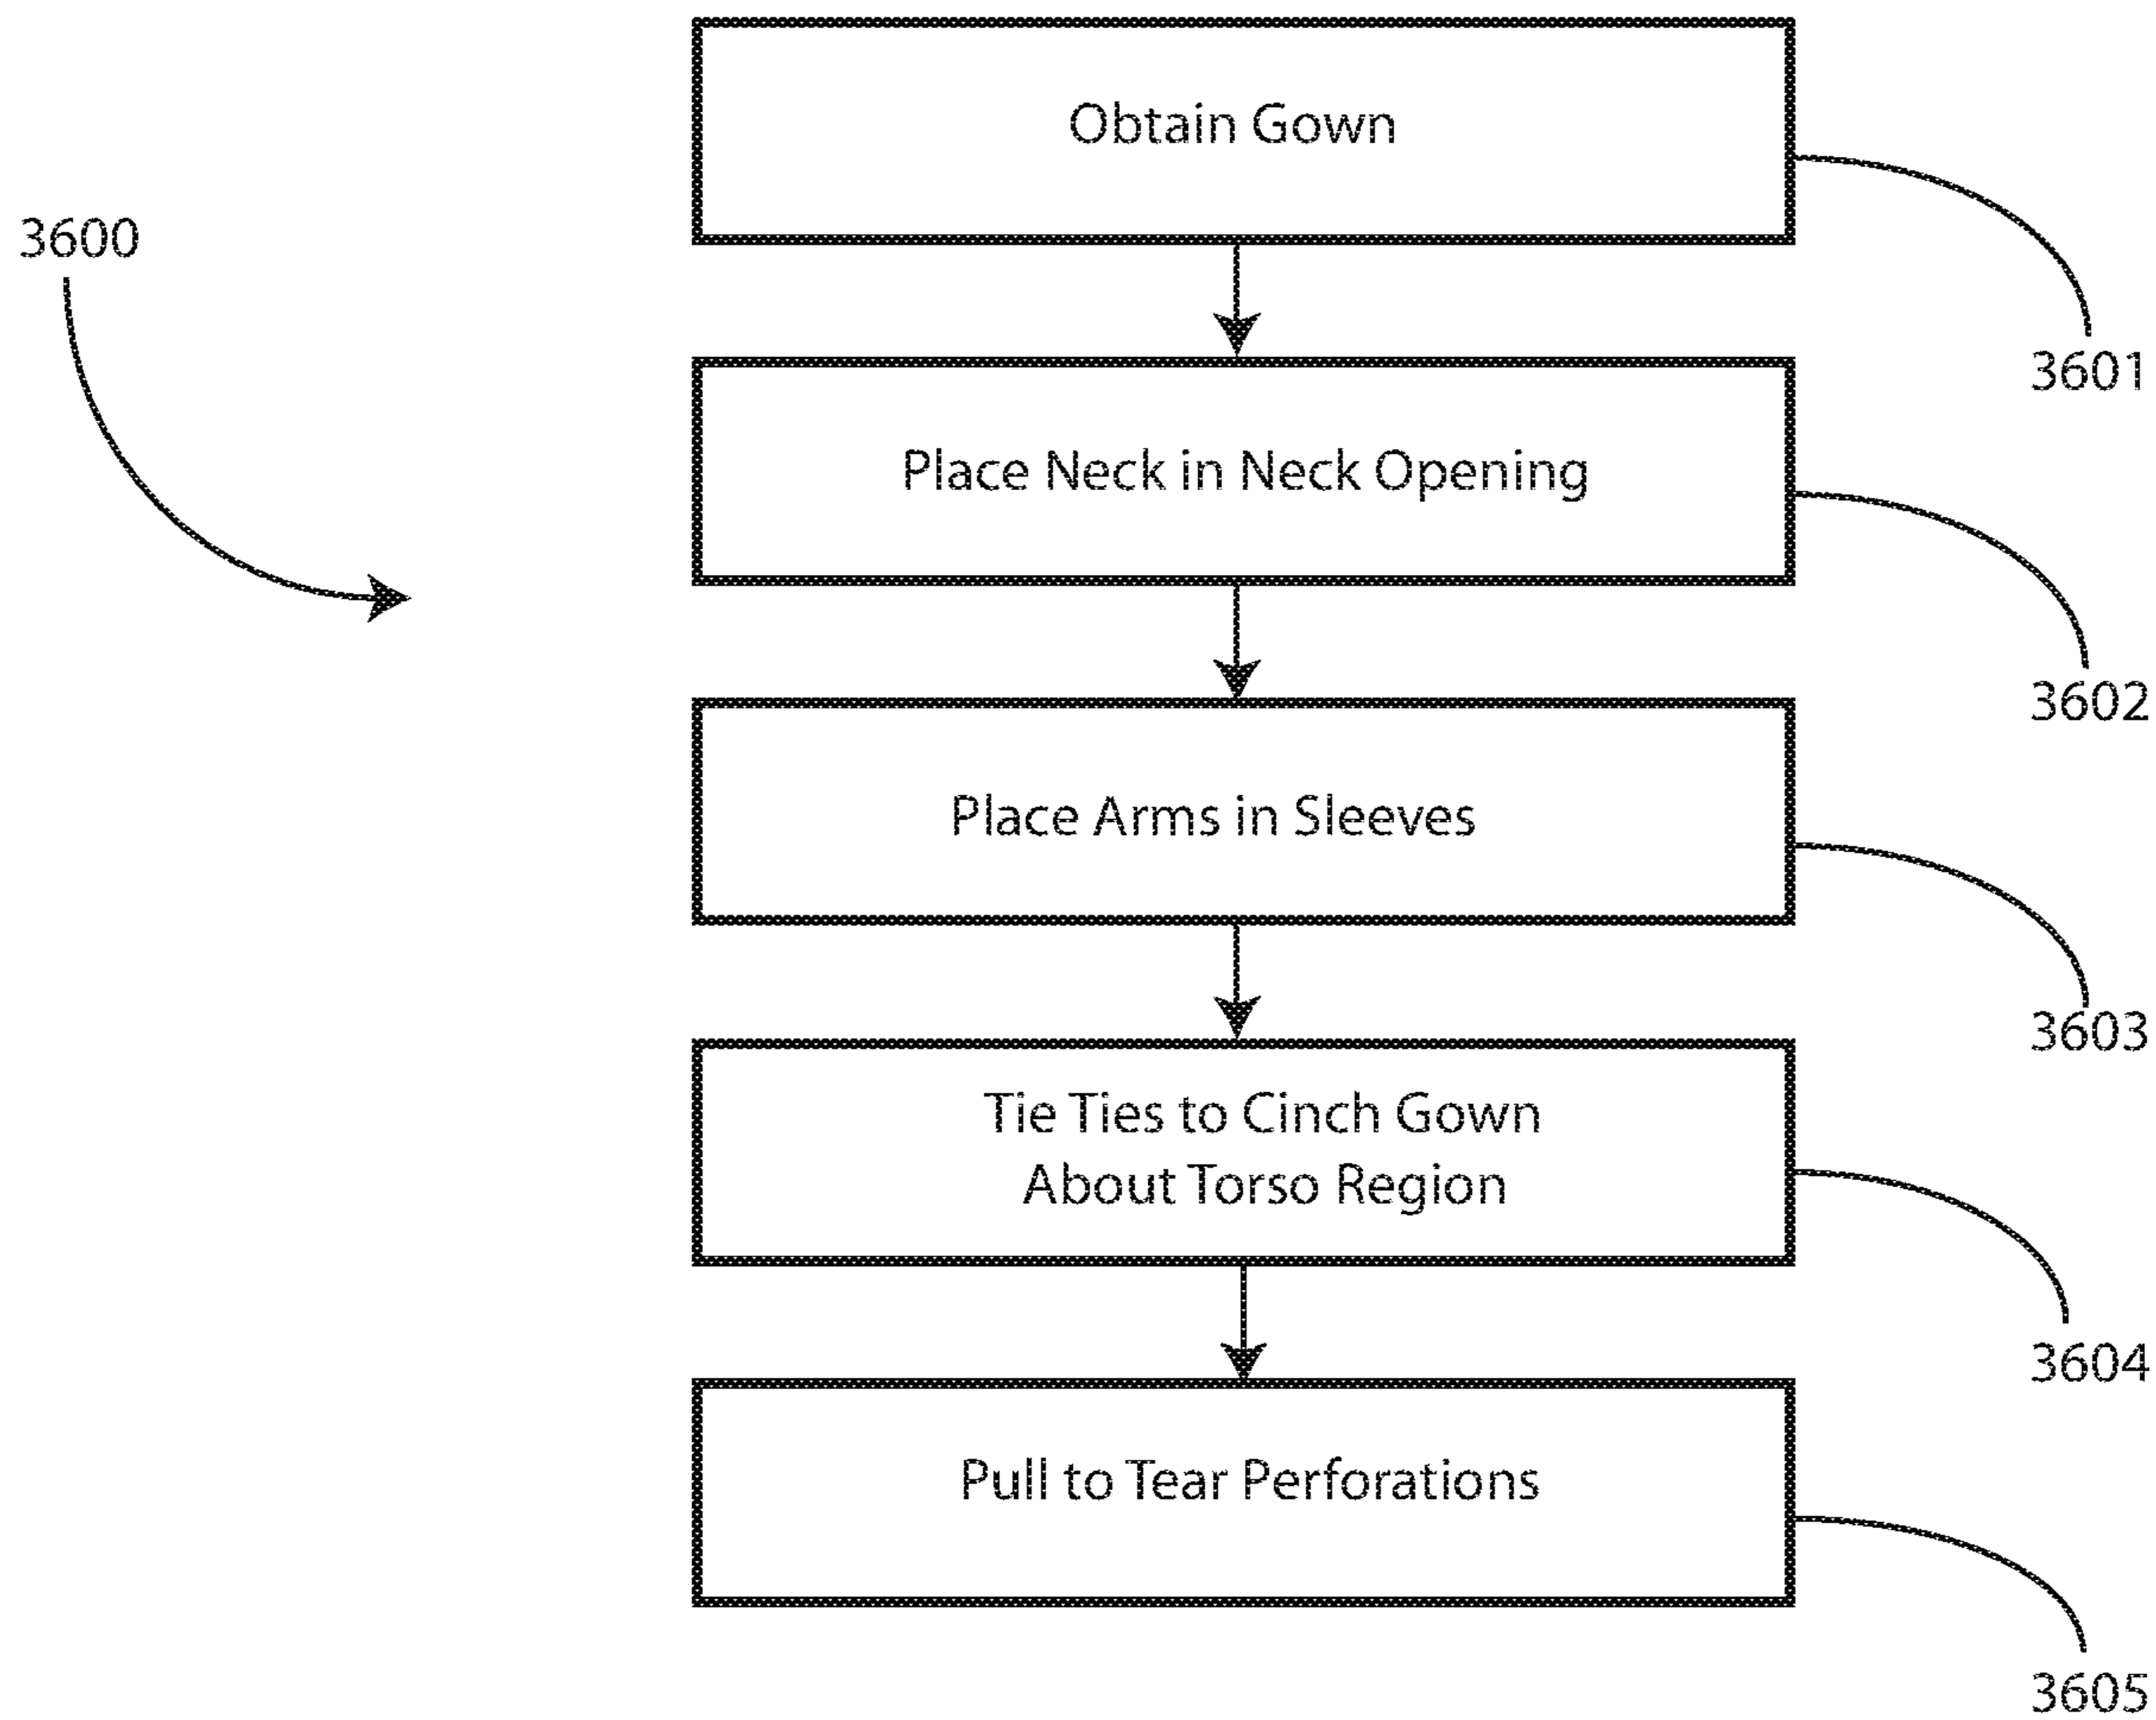 Obtain Gown
3600
3601
Place Neck in Neck Opening
3602
Place Arms in Sleeves
3603
Tie Ties to Cinch Gown
About Torso Region
3604
Pull to Tear Perforations
3605